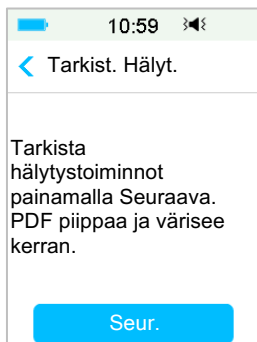 10:59
Tarkist. Hälyt.
Tarkista
hälytystoiminnot
painamalla Seuraava.
PDF piippaa ja värisee
kerran.
Seur.